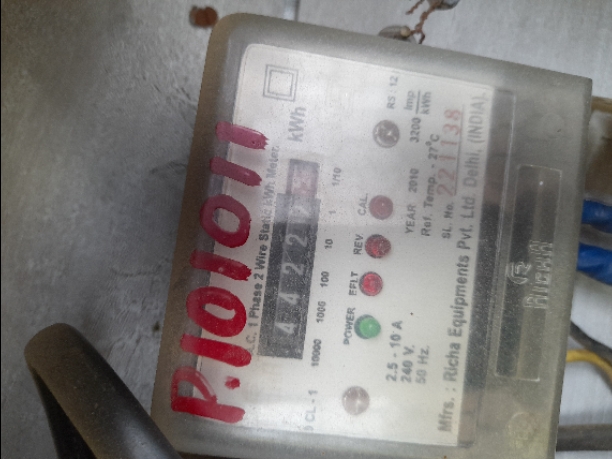 P.101011
A.C. 1 Phase 2 Wire Static kWh Meter
4 4 2 2 2
kWh
10000 1000 100 10 1 1/10
CL - 1
POWER EFLT REV. CAL.
RS 12
2.5 - 10 A
240 V.
50 Hz.
YEAR 2010 3200 Imp/kWh
Ref. Temp. - 27°C
SL. No. 221138
Mfrs. : Richa Equipments Pvt. Ltd. Delhi, (INDIA)
RICHA